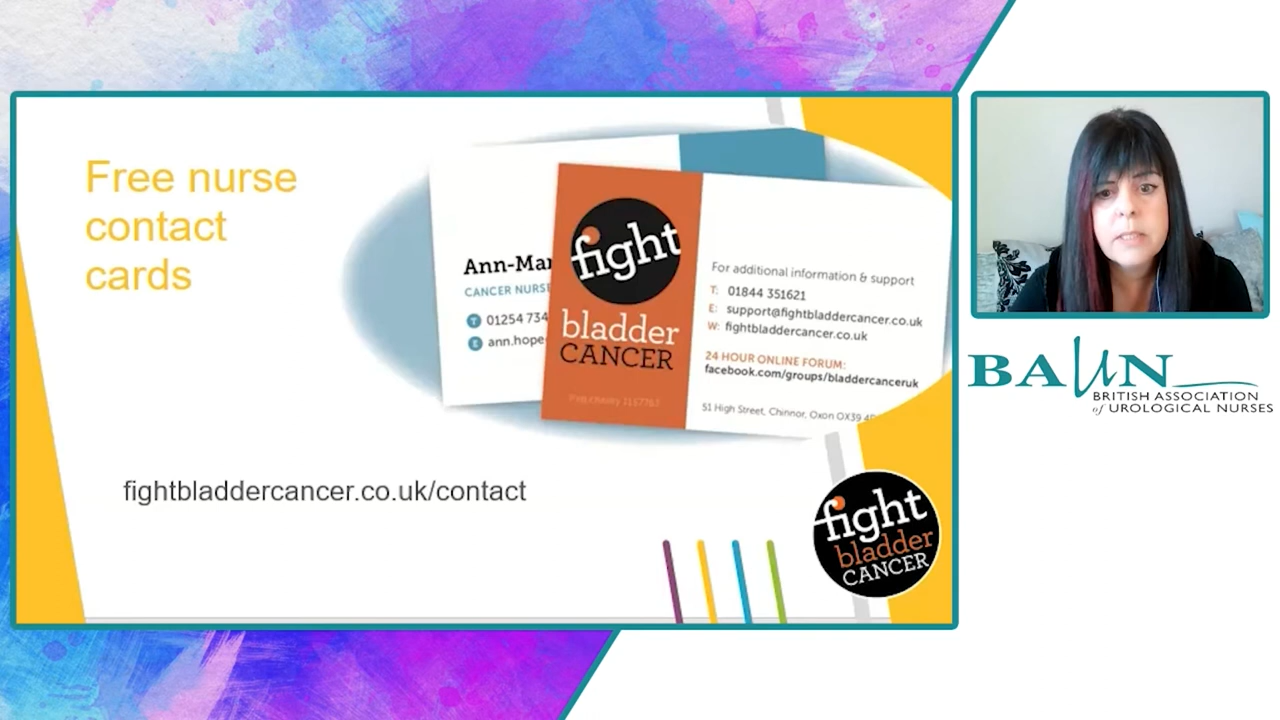 Free nurse
contact
cards
Ann-Mar
CANCER NURSE
T 01254 734
E ann.hope
fight
bladder
CANCER
For additional information & support
T: 01844 351621
E: support@fightbladdercancer.co.uk
W: fightbladdercancer.co.uk
24 HOUR ONLINE FORUM:
facebook.com/groups/bladdercanceruk
51 High Street, Chinnor, Oxon OX39
fightbladdercancer.co.uk/contact
fight
bladder
CANCER
BAUN
BRITISH ASSOCIATION
of UROLOGICAL NURSES